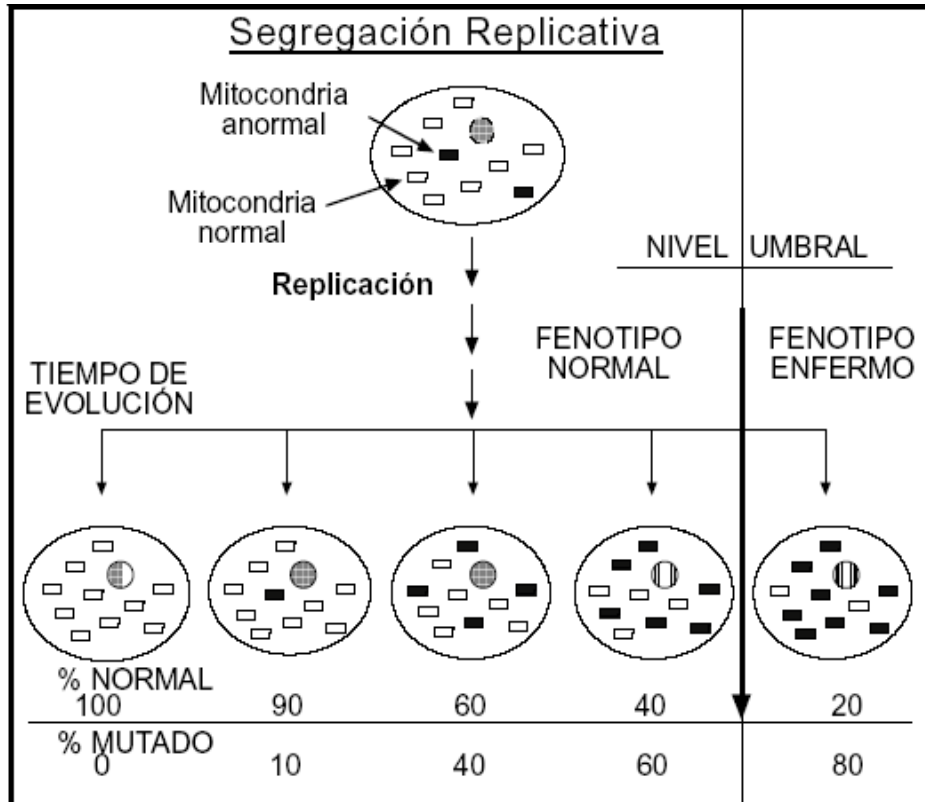 Segregación Replicativa
Mitocondria
anormal
Mitocondria
normal
NIVEL UMBRAL
Replicación
FENOTIPO
NORMAL
FENOTIPO
ENFERMO
TIEMPO DE
EVOLUCIÓN
% NORMAL
100 90 60 40 20
% MUTADO
0 10 40 60 80